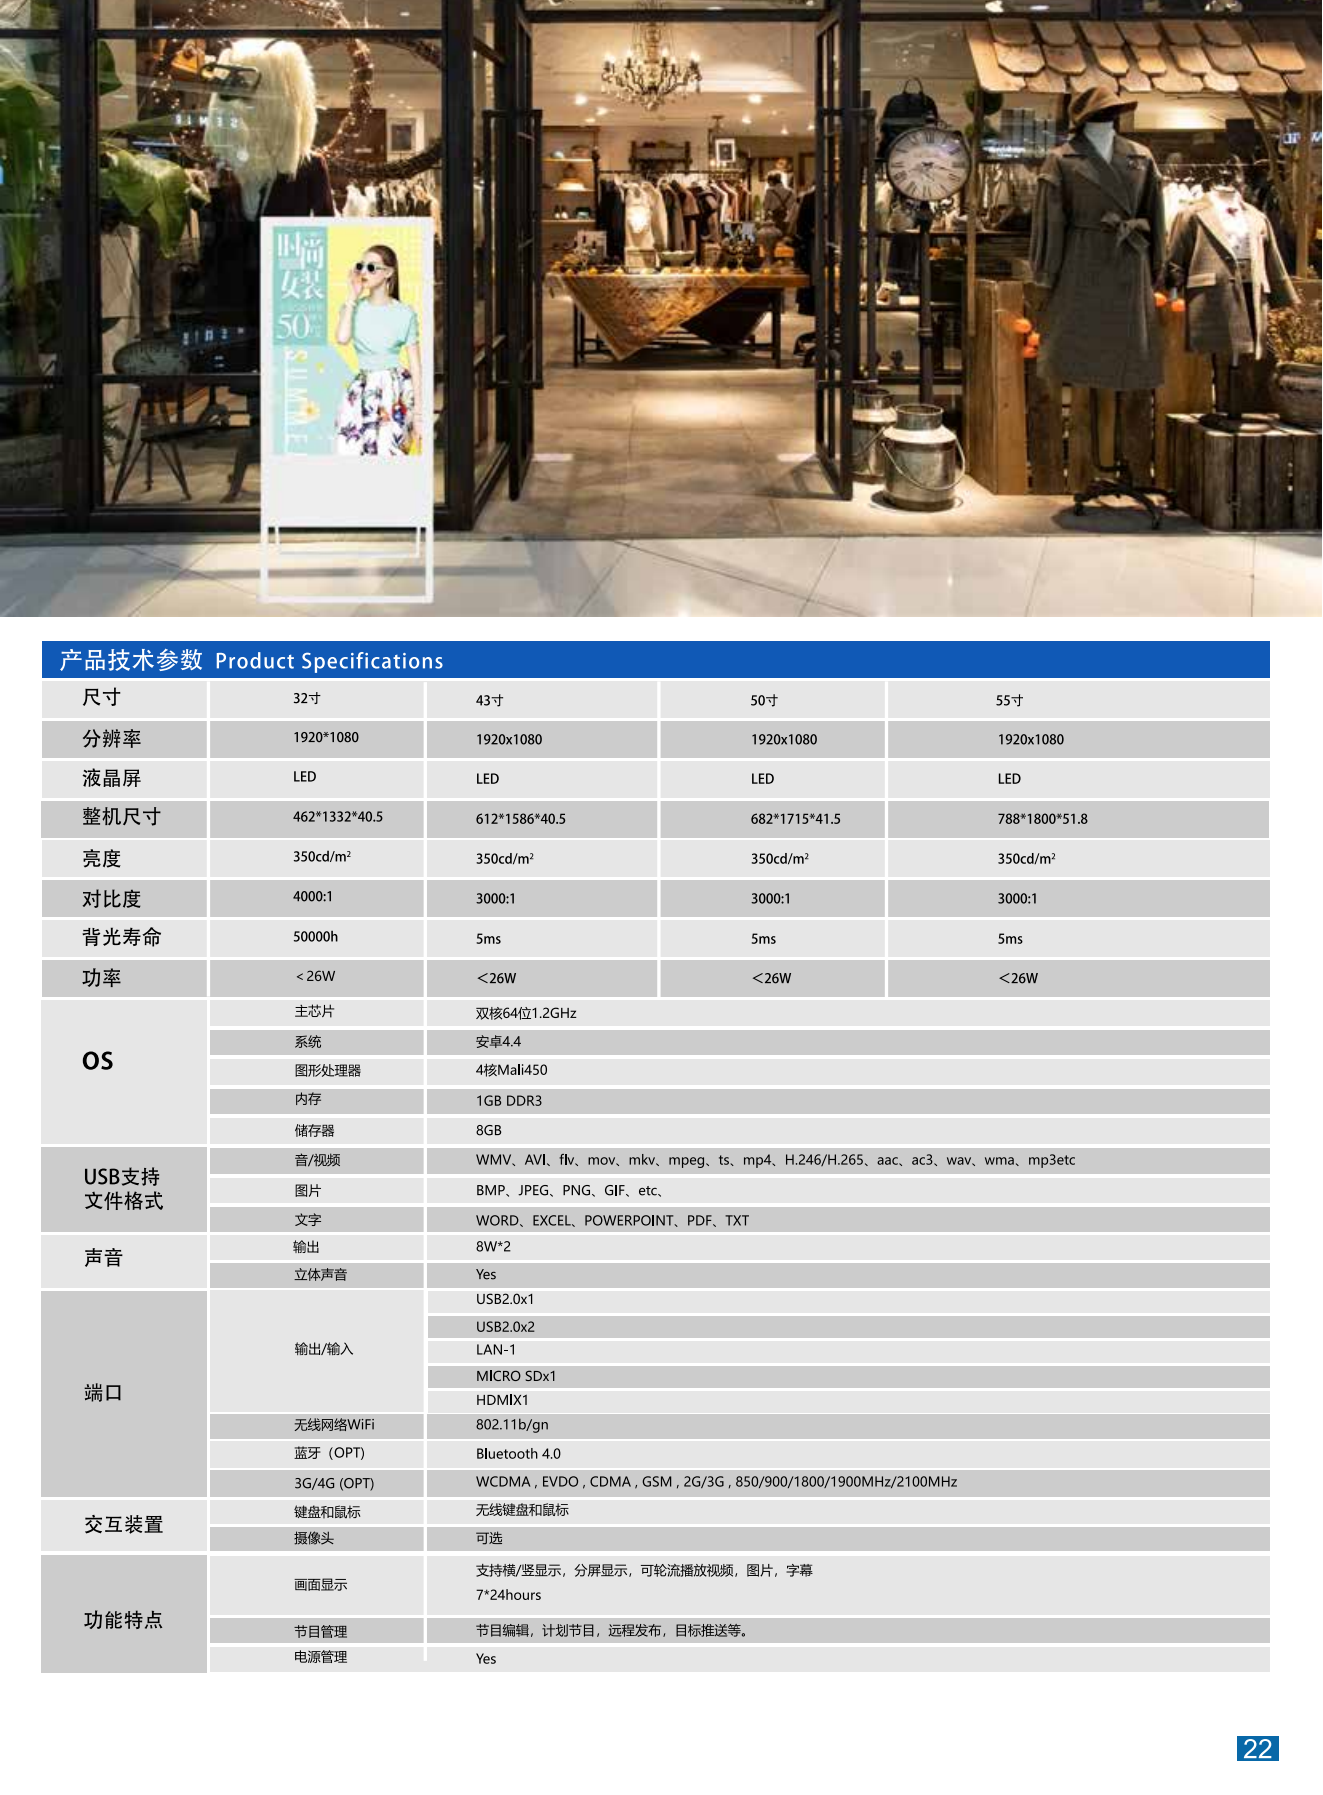 时尚
女装
50
SUMME
产品技术参数 Product Specifications
尺寸 32寸 43寸 50寸 55寸
分辨率 1920*1080 1920x1080 1920x1080 1920x1080
液晶屏 LED LED LED LED
整机尺寸 462*1332*40.5 612*1586*40.5 682*1715*41.5 788*1800*51.8
亮度 350cd/m² 350cd/m² 350cd/m² 350cd/m²
对比度 4000:1 3000:1 3000:1 3000:1
背光寿命 50000h 5ms 5ms 5ms
功率 <26W <26W <26W <26W
OS
主芯片 双核64位1.2GHz
系统 安卓4.4
图形处理器 4核Mali450
内存 1GB DDR3
储存器 8GB
USB支持
文件格式
音/视频 WMV、AVI、flv、mov、mkv、mpeg、ts、mp4、H.246/H.265、aac、ac3、wav、wma、mp3etc
图片 BMP、JPEG、PNG、GIF、etc、
文字 WORD、EXCEL、POWERPOINT、PDF、TXT
声音
输出 8W*2
立体声音 Yes
端口
输出/输入
USB2.0x1
USB2.0x2
LAN-1
MICRO SDx1
HDMIX1
无线网络WiFi 802.11b/gn
蓝牙（OPT) Bluetooth 4.0
3G/4G (OPT) WCDMA , EVDO , CDMA , GSM , 2G/3G , 850/900/1800/1900MHz/2100MHz
交互装置
键盘和鼠标 无线键盘和鼠标
摄像头 可选
功能特点
画面显示
支持横/竖显示，分屏显示，可轮流播放视频，图片，字幕
7*24hours
节目管理 节目编辑，计划节目，远程发布，目标推送等。
电源管理 Yes
22